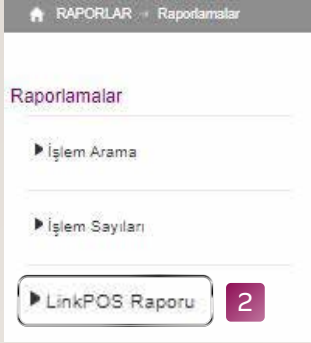 RAPORLAR → Raporlamalar
Raporlamalar
İşlem Arama
İşlem Sayıları
LinkPOS Raporu 2